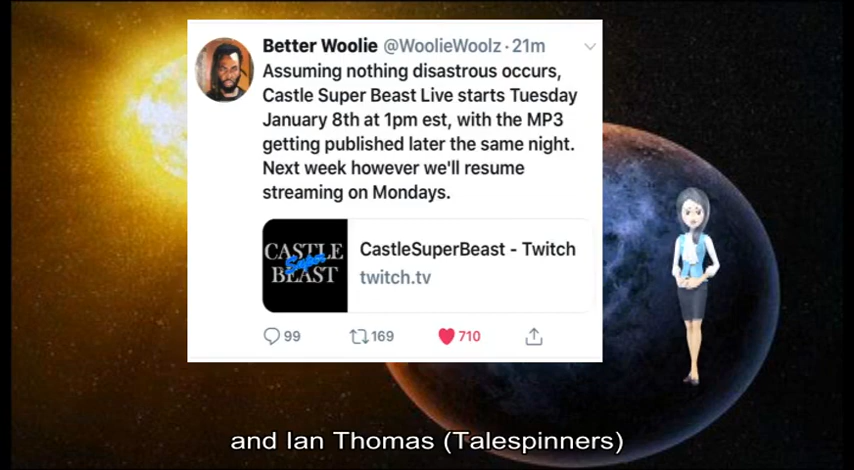 Better Woolie @WoolieWoolz · 21m
Assuming nothing disastrous occurs,
Castle Super Beast Live starts Tuesday
January 8th at 1pm est, with the MP3
getting published later the same night.
Next week however we'll resume
streaming on Mondays.
CASTLE
Super
BEAST
CastleSuperBeast - Twitch
twitch.tv
99 169 710
and Ian Thomas (Talespinners)